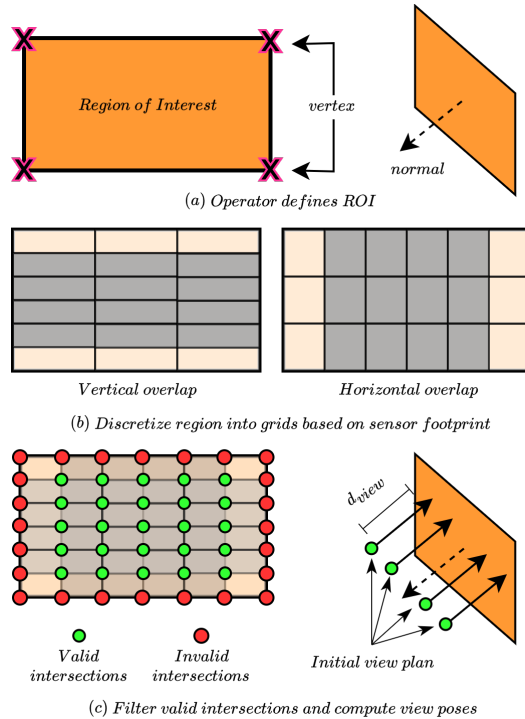 Region of Interest
vertex
normal
(a) Operator defines ROI
Vertical overlap
Horizontal overlap
(b) Discretize region into grids based on sensor footprint
d_view
Valid
intersections
Invalid
intersections
Initial view plan
(c) Filter valid intersections and compute view poses